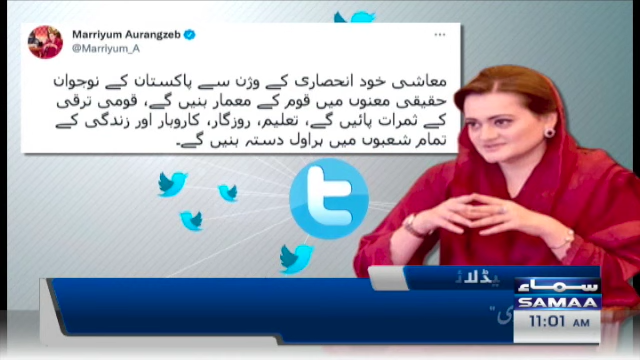 Marriyum Aurangzeb
@Marriyum_A
معاشی خود انحصاری کے وژن سے پاکستان کے نوجوان
حقیقی معنوں میں قوم کے معمار بنیں گے، قومی ترقی
کے ثمرات پائیں گے، تعلیم، روزگار، کاروبار اور زندگی کے
تمام شعبوں میں ہراول دستہ بنیں گے۔
سماء
SAMAA
11:01 AM